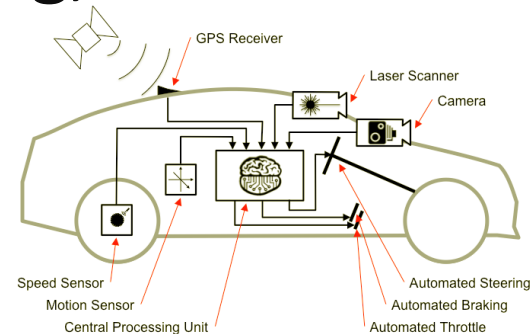 GPS Receiver
Laser Scanner
Camera
Speed Sensor
Motion Sensor
Central Processing Unit
Automated Steering
Automated Braking
Automated Throttle